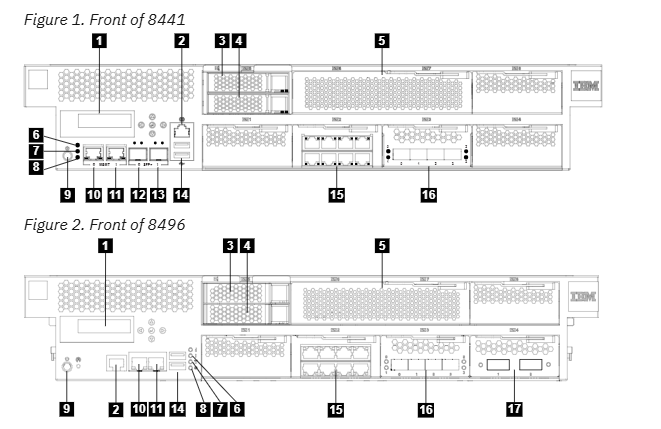 Figure 1. Front of 8441
1 2 3 4 5
IBM
6
7
8
9 10 11 12 13 14 15 16
Figure 2. Front of 8496
1 3 4 5
IBM
9 2 10 11 14 8 7 6 15 16 17